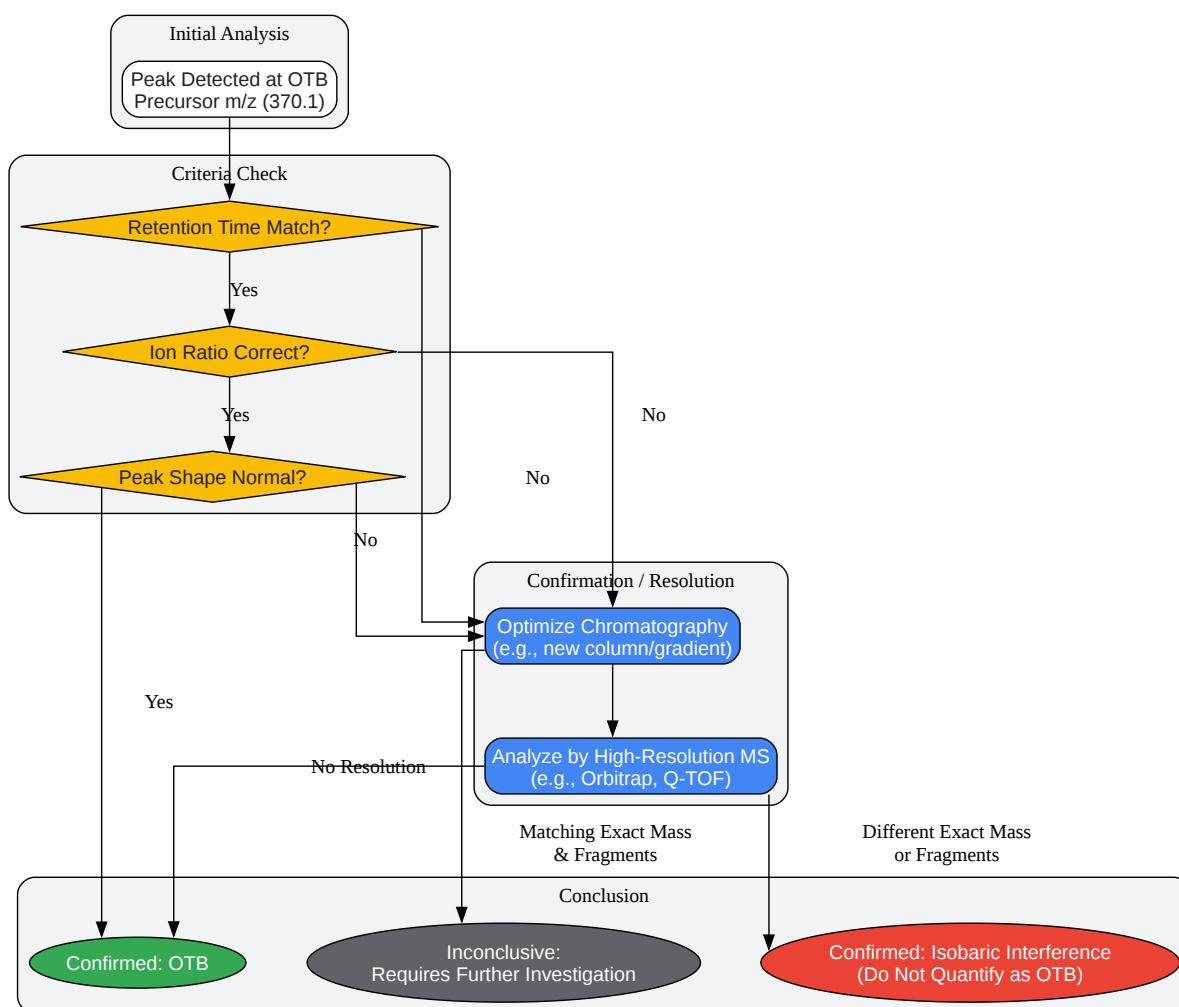 Initial Analysis
Peak Detected at OTB
Precursor m/z (370.1)
Criteria Check
Retention Time Match?
Yes
Ion Ratio Correct?
No
Yes
Peak Shape Normal?
No
No
Confirmation / Resolution
Optimize Chromatography
(e.g., new column/gradient)
Yes
Analyze by High-Resolution MS
(e.g., Orbitrap, Q-TOF)
No Resolution
Matching Exact Mass
& Fragments
Different Exact Mass
or Fragments
Conclusion
Confirmed: OTB
Inconclusive:
Requires Further Investigation
Confirmed: Isobaric Interference
(Do Not Quantify as OTB)